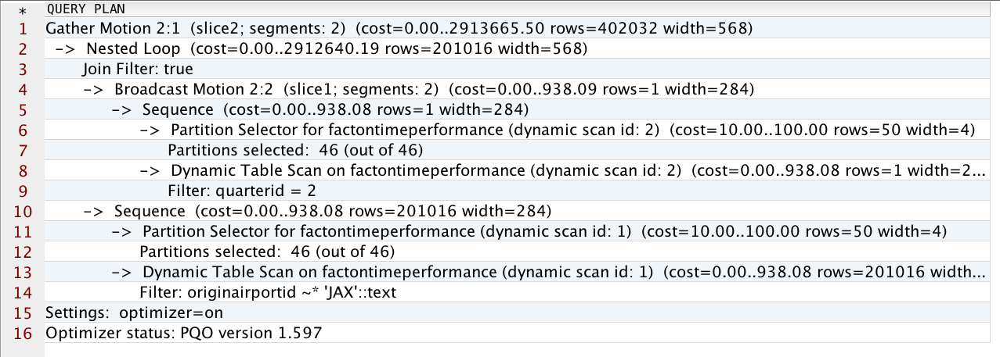 * QUERY PLAN
1 Gather Motion 2:1 (slice2; segments: 2) (cost=0.00..2913665.50 rows=402032 width=568)
2 -> Nested Loop (cost=0.00..2912640.19 rows=201016 width=568)
3 Join Filter: true
4 -> Broadcast Motion 2:2 (slice1; segments: 2) (cost=0.00..938.09 rows=1 width=284)
5 -> Sequence (cost=0.00..938.08 rows=1 width=284)
6 -> Partition Selector for factontimeperformance (dynamic scan id: 2) (cost=10.00..100.00 rows=50 width=4)
7 Partitions selected: 46 (out of 46)
8 -> Dynamic Table Scan on factontimeperformance (dynamic scan id: 2) (cost=0.00..938.08 rows=1 width=2...
9 Filter: quarterid = 2
10 -> Sequence (cost=0.00..938.08 rows=201016 width=284)
11 -> Partition Selector for factontimeperformance (dynamic scan id: 1) (cost=10.00..100.00 rows=50 width=4)
12 Partitions selected: 46 (out of 46)
13 -> Dynamic Table Scan on factontimeperformance (dynamic scan id: 1) (cost=0.00..938.08 rows=201016 width...
14 Filter: originairportid ~* 'JAX'::text
15 Settings: optimizer=on
16 Optimizer status: PQO version 1.597